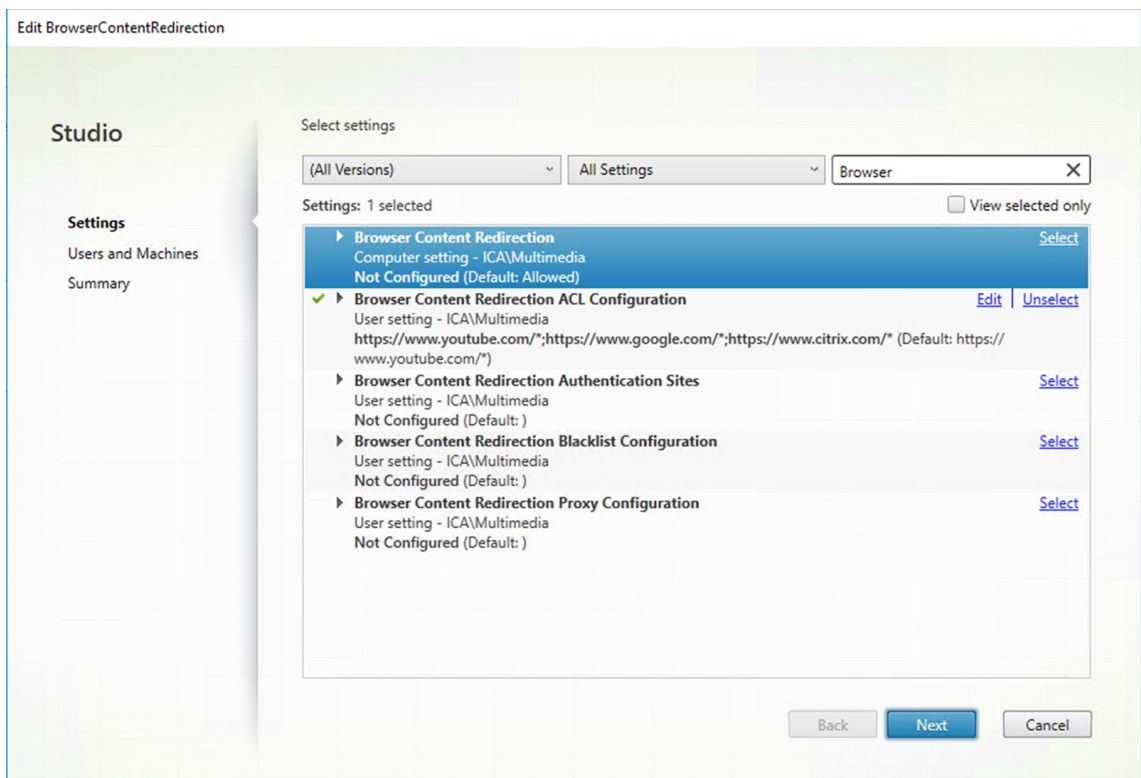 Edit BrowserContentRedirection
Studio
Settings
Users and Machines
Summary
Select settings
(All Versions) All Settings Browser
Settings: 1 selected View selected only
Browser Content Redirection Select
Computer setting - ICA\Multimedia
Not Configured (Default: Allowed)
Browser Content Redirection ACL Configuration Edit | Unselect
User setting - ICA\Multimedia
https://www.youtube.com/*;https://www.google.com/*;https://www.citrix.com/* (Default: https://
www.youtube.com/*)
Browser Content Redirection Authentication Sites Select
User setting - ICA\Multimedia
Not Configured (Default: )
Browser Content Redirection Blacklist Configuration Select
User setting - ICA\Multimedia
Not Configured (Default: )
Browser Content Redirection Proxy Configuration Select
User setting - ICA\Multimedia
Not Configured (Default: )
Back Next Cancel